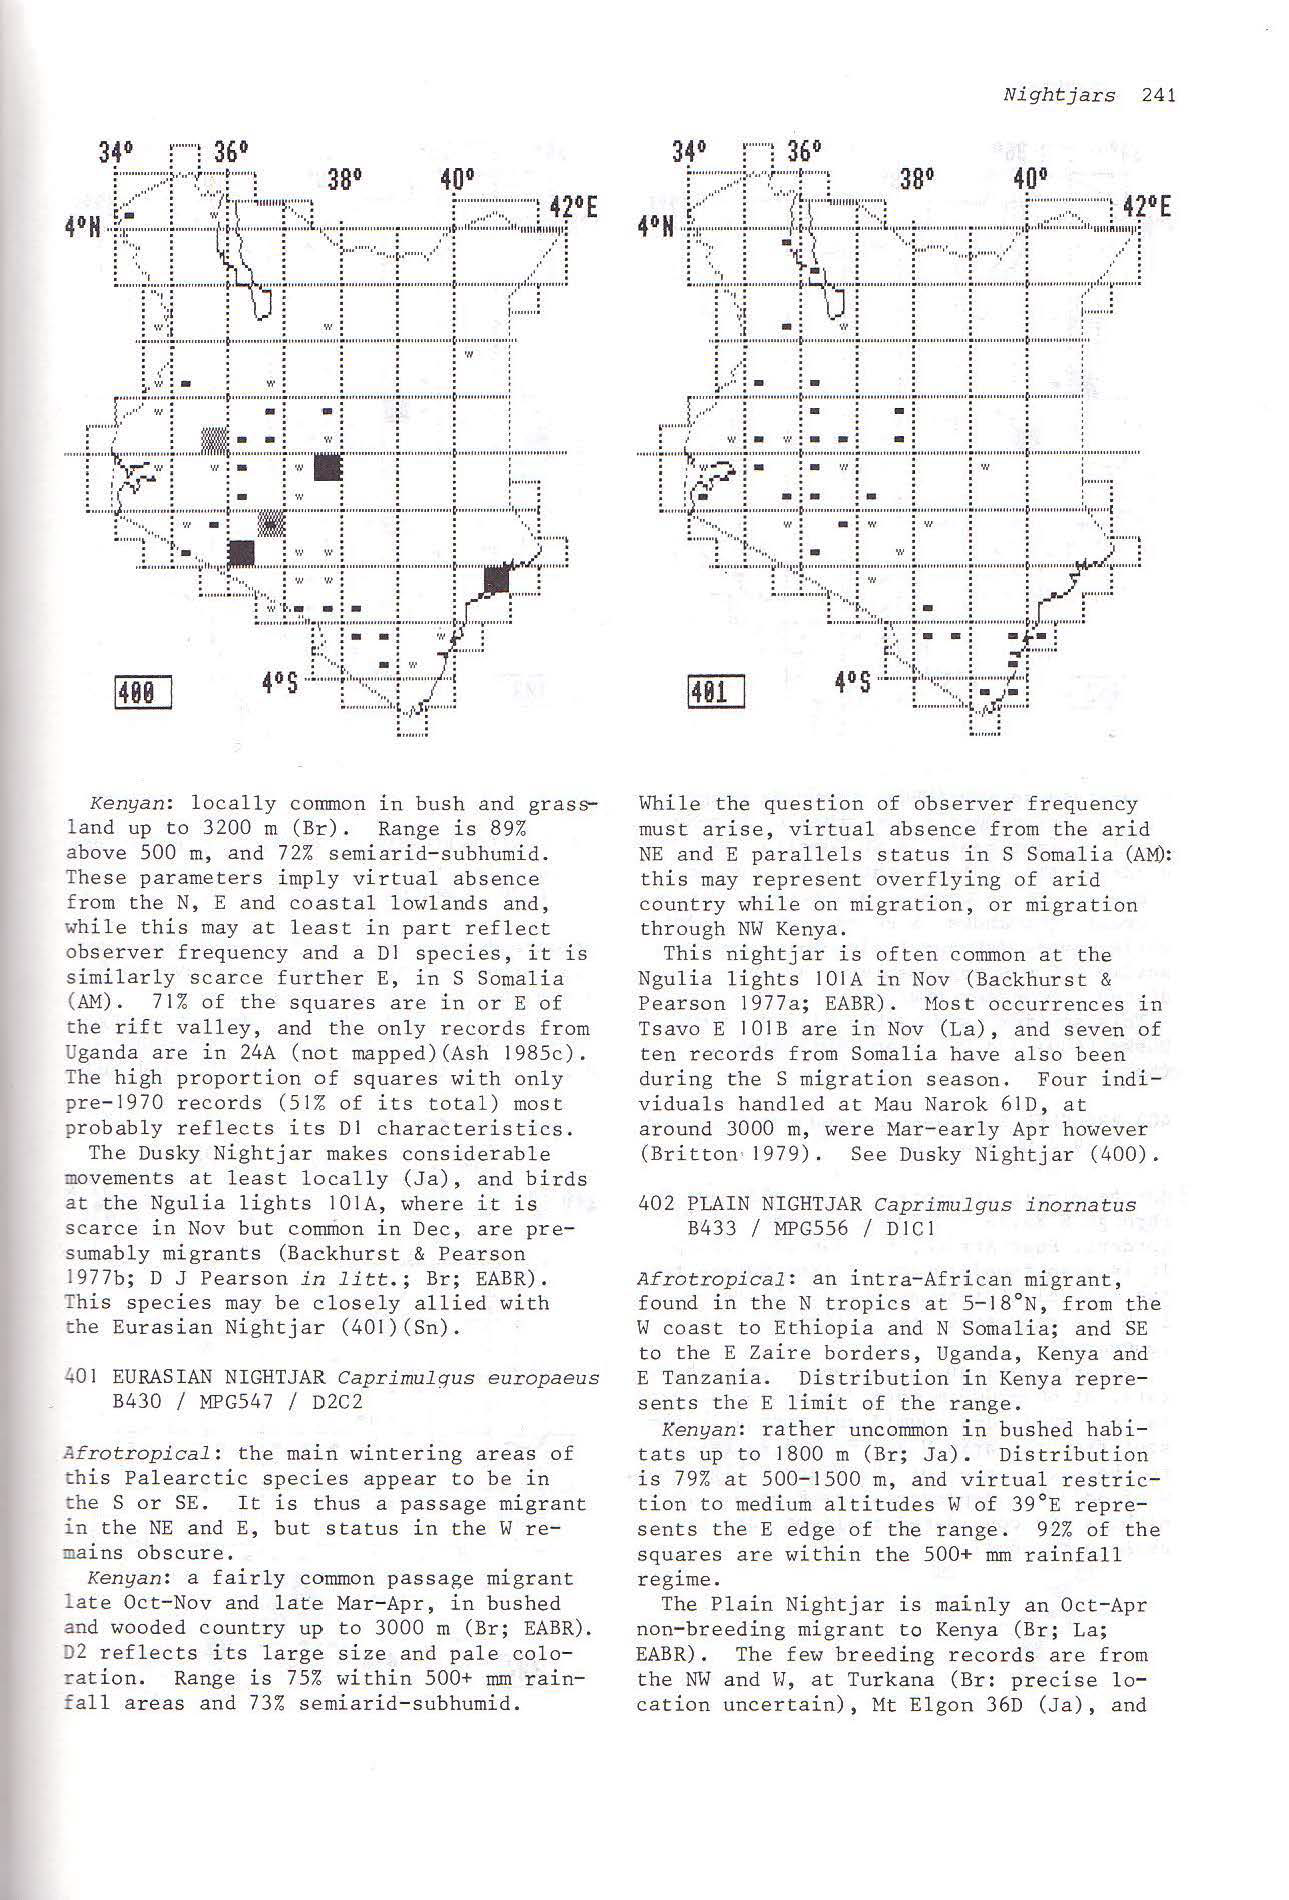 Nightjars 241
34° 36°
38° 40°
42°E
4°N
4°S
400
34° 36°
38° 40°
42°E
4°N
4°S
401
Kenyan: locally common in bush and grass-
land up to 3200 m (Br). Range is 89%
above 500 m, and 72% semiarid-subhumid.
These parameters imply virtual absence
from the N, E and coastal lowlands and,
while this may at least in part reflect
observer frequency and a D1 species, it is
similarly scarce further E, in S Somalia
(AM). 71% of the squares are in or E of
the rift valley, and the only records from
Uganda are in 24A (not mapped)(Ash 1985c).
The high proportion of squares with only
pre-1970 records (51% of its total) most
probably reflects its D1 characteristics.
The Dusky Nightjar makes considerable
movements at least locally (Ja), and birds
at the Ngulia lights 101A, where it is
scarce in Nov but common in Dec, are pre-
sumably migrants (Backhurst & Pearson
1977b; D J Pearson in litt.; Br; EABR).
This species may be closely allied with
the Eurasian Nightjar (401)(Sn).
401 EURASIAN NIGHTJAR Caprimulgus europaeus
B430 / MPG547 / D2C2
Afrotropical: the main wintering areas of
this Palearctic species appear to be in
the S or SE. It is thus a passage migrant
in the NE and E, but status in the W re-
mains obscure.
Kenyan: a fairly common passage migrant
late Oct-Nov and late Mar-Apr, in bushed
and wooded country up to 3000 m (Br; EABR).
D2 reflects its large size and pale colo-
ration. Range is 75% within 500+ mm rain-
fall areas and 73% semiarid-subhumid.
While the question of observer frequency
must arise, virtual absence from the arid
NE and E parallels status in S Somalia (AM):
this may represent overflying of arid
country while on migration, or migration
through NW Kenya.
This nightjar is often common at the
Ngulia lights 101A in Nov (Backhurst &
Pearson 1977a; EABR). Most occurrences in
Tsavo E 101B are in Nov (La), and seven of
ten records from Somalia have also been
during the S migration season. Four indi-
viduals handled at Mau Narok 61D, at
around 3000 m, were Mar-early Apr however
(Britton 1979). See Dusky Nightjar (400).
402 PLAIN NIGHTJAR Caprimulgus inornatus
B433 / MPG556 / D1C1
Afrotropical: an intra-African migrant,
found in the N tropics at 5-18°N, from the
W coast to Ethiopia and N Somalia; and SE
to the E Zaire borders, Uganda, Kenya and
E Tanzania. Distribution in Kenya repre-
sents the E limit of the range.
Kenyan: rather uncommon in bushed habi-
tats up to 1800 m (Br; Ja). Distribution
is 79% at 500-1500 m, and virtual restric-
tion to medium altitudes W of 39°E repre-
sents the E edge of the range. 92% of the
squares are within the 500+ mm rainfall
regime.
The Plain Nightjar is mainly an Oct-Apr
non-breeding migrant to Kenya (Br; La;
EABR). The few breeding records are from
the NW and W, at Turkana (Br: precise lo-
cation uncertain), Mt Elgon 36D (Ja), and